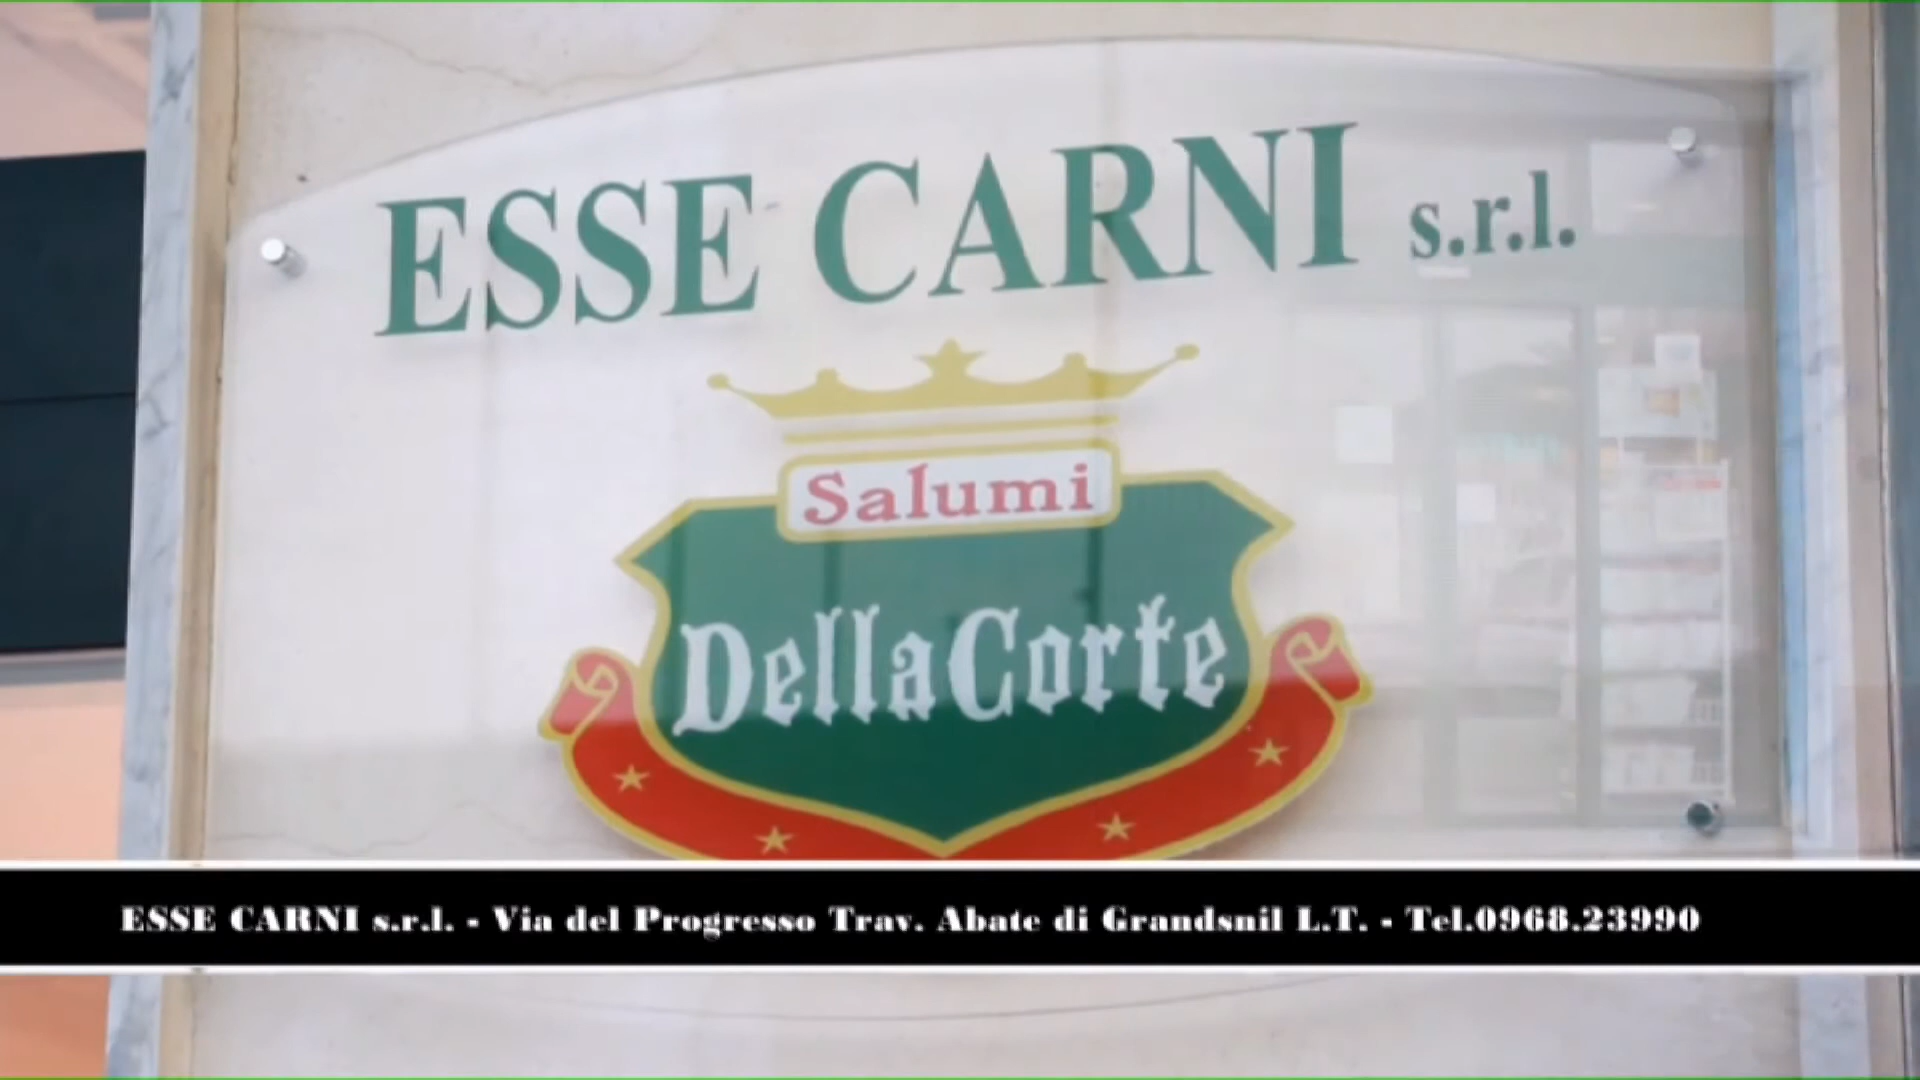 ESSE CARNI s.r.l.
Salumi
DellaCorte
ESSE CARNI s.r.l. - Via del Progresso Trav. Abate di Grandsnil L.T. - Tel.0968.23990